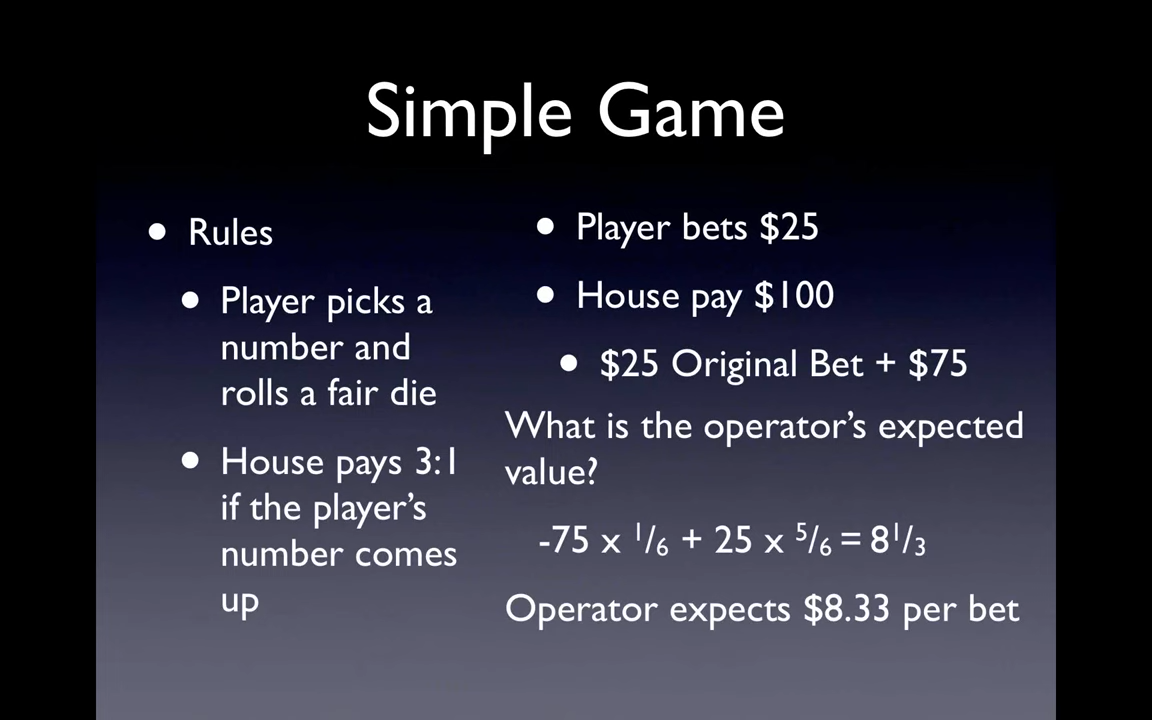 Simple Game
• Rules
• Player picks a
number and
rolls a fair die
• House pays 3:1
if the player’s
number comes
up
• Player bets $25
• House pay $100
• $25 Original Bet + $75
What is the operator’s expected
value?
-75 x 1/6 + 25 x 5/6 = 8 1/3
Operator expects $8.33 per bet